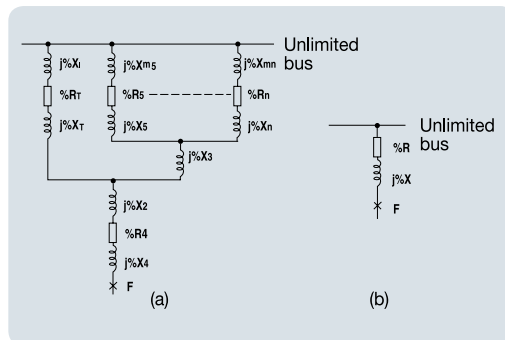 Unlimited
bus
j%Xl j%Xm5 j%Xmn
%RT %R5 %Rn
j%XT j%X5 j%Xn
j%X3
j%X2
%R4
j%X4
F
(a)
Unlimited
bus
%R
j%X
F
(b)